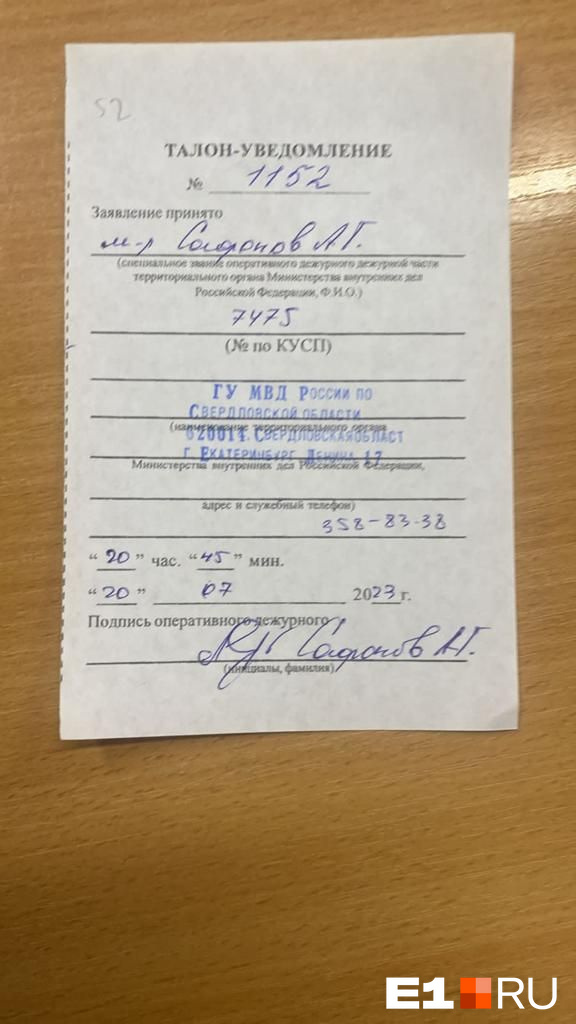 52
ТАЛОН-УВЕДОМЛЕНИЕ
№ 1152
Заявление принято
м-р Сафронов А.Г.
(специальное звание оперативного дежурного дежурной части
территориального органа Министерства внутренних дел
Российской Федерации, Ф.И.О.)
7475
(№ по КУСП)
ГУ МВД России по
Свердловской области
(наименование территориального органа
620014. Свердловская област
г. Екатеринбург Ленина 17
Министерства внутренних дел Российской Федерации,
адрес и служебный телефон)
358-83-38
“ 20 ” час. “ 45 ” мин.
“ 20 ” 07 2023 г.
Подпись оперативного дежурного
Сафронов А.Г.
(инициалы, фамилия)
E1.RU